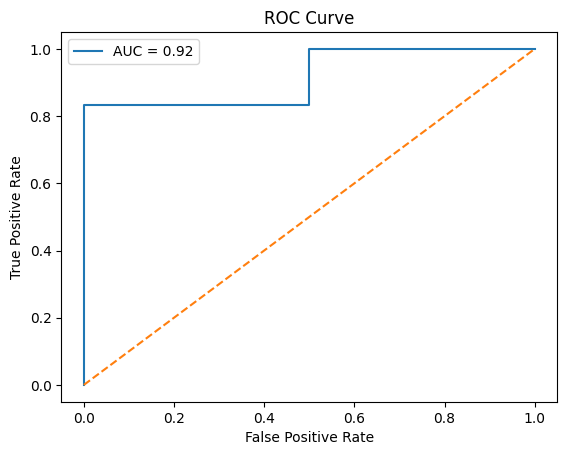 ROC Curve
AUC = 0.92
True Positive Rate
1.0
0.8
0.6
0.4
0.2
0.0
0.0 0.2 0.4 0.6 0.8 1.0
False Positive Rate